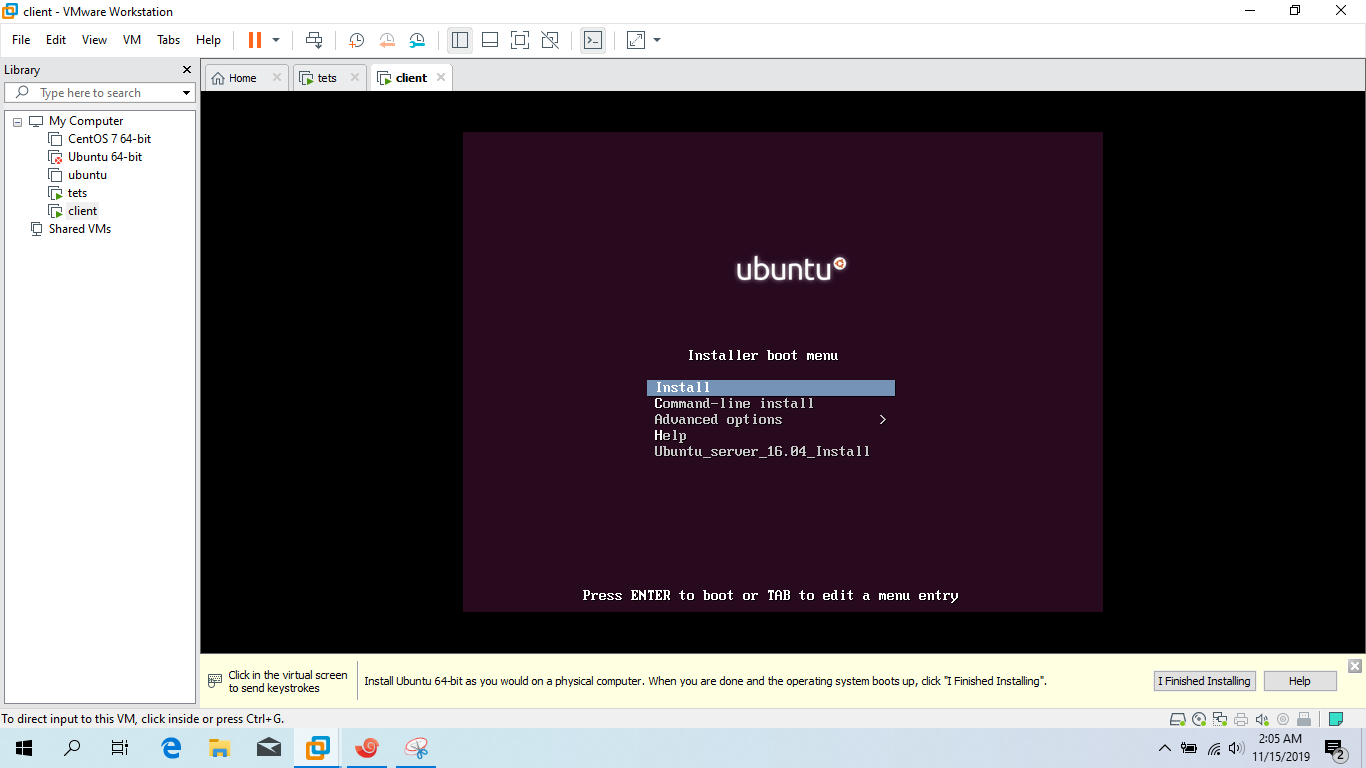 client - VMware Workstation
File Edit View VM Tabs Help
Library
Type here to search
My Computer
CentOS 7 64-bit
Ubuntu 64-bit
ubuntu
tets
client
Shared VMs
Home tets client
ubuntu
Installer boot menu
Install
Command-line install
Advanced options >
Help
Ubuntu_server_16.04_Install
Press ENTER to boot or TAB to edit a menu entry
Click in the virtual screen
to send keystrokes
Install Ubuntu 64-bit as you would on a physical computer. When you are done and the operating system boots up, click "I Finished Installing".
I Finished Installing Help
To direct input to this VM, click inside or press Ctrl+G.
2:05 AM
11/15/2019
2